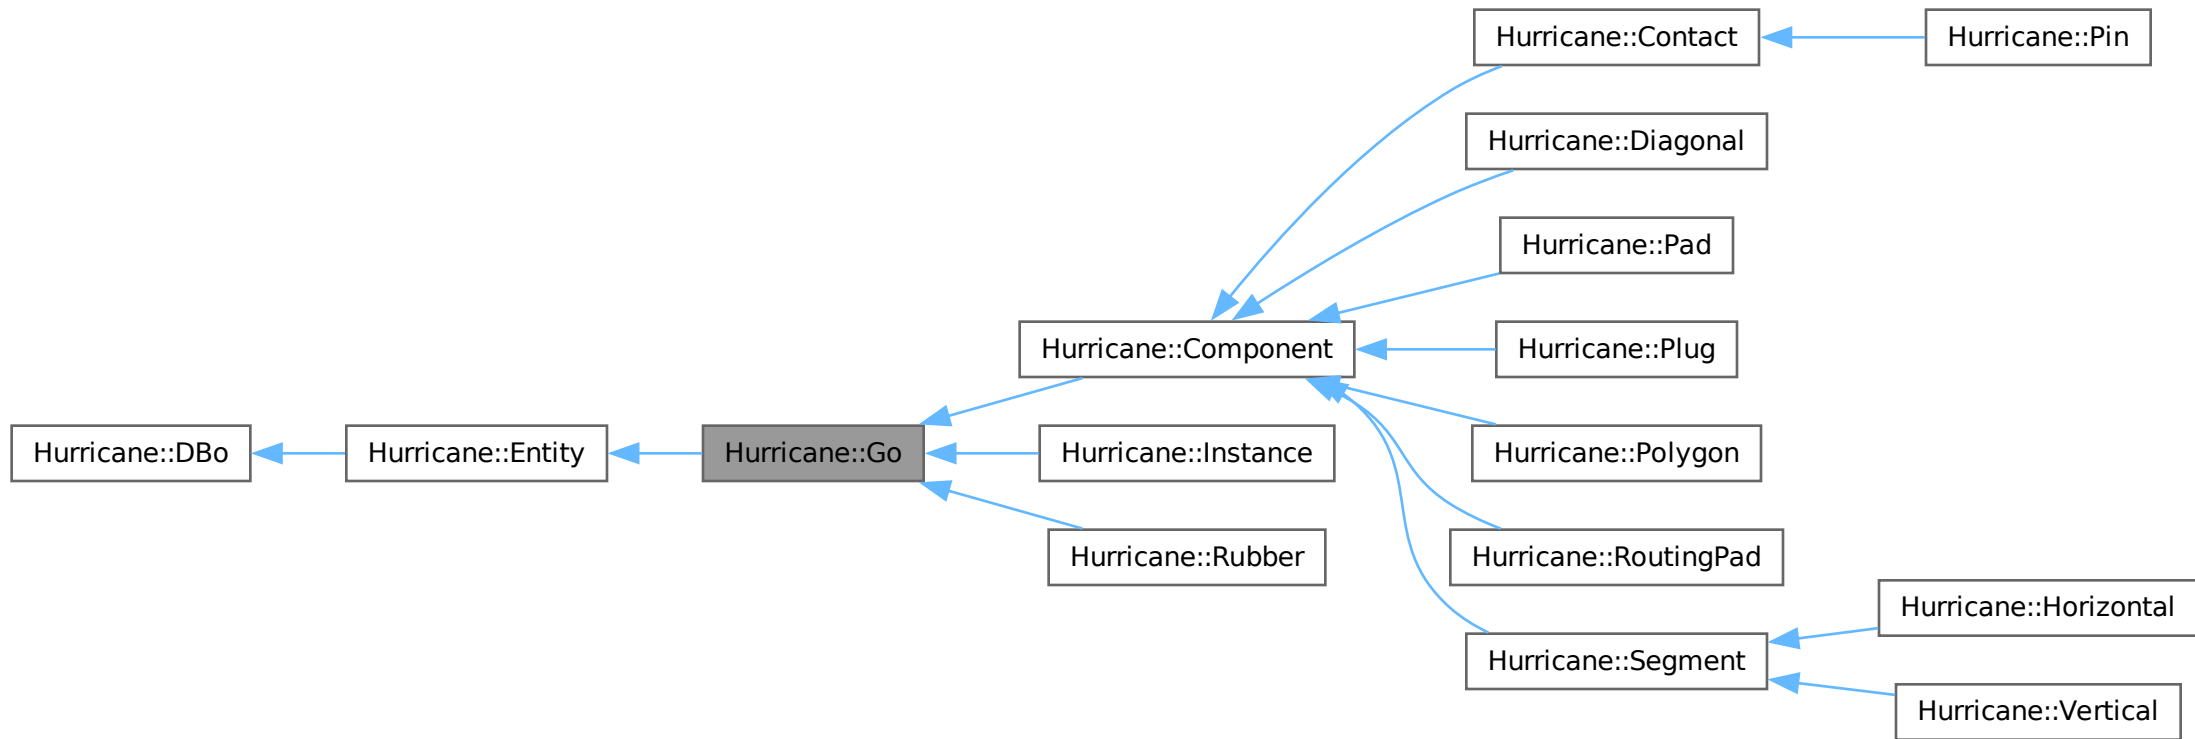 Hurricane::Contact
Hurricane::Pin
Hurricane::Diagonal
Hurricane::Pad
Hurricane::Component
Hurricane::Plug
Hurricane::DBo
Hurricane::Entity
Hurricane::Go
Hurricane::Instance
Hurricane::Polygon
Hurricane::Rubber
Hurricane::RoutingPad
Hurricane::Horizontal
Hurricane::Segment
Hurricane::Vertical